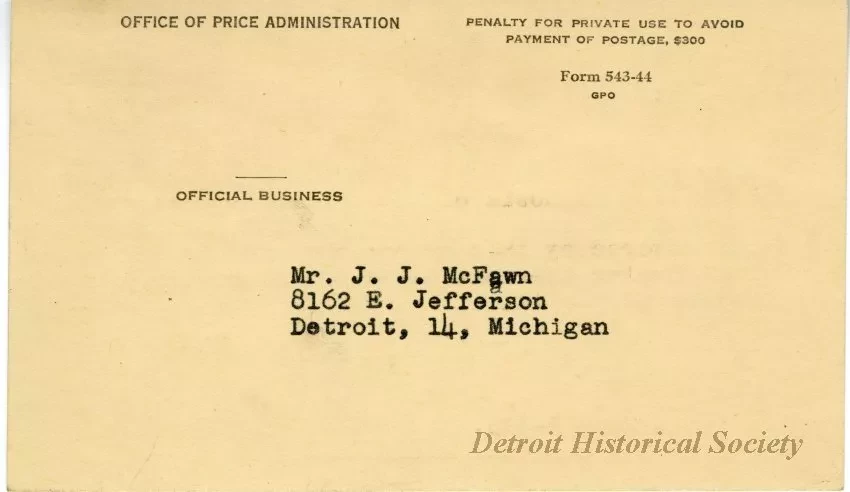 OFFICE OF PRICE ADMINISTRATION
PENALTY FOR PRIVATE USE TO AVOID
PAYMENT OF POSTAGE, $300
Form 543-44
GPO
OFFICIAL BUSINESS
Mr. J. J. McFawn
8162 E. Jefferson
Detroit, 14, Michigan
Detroit Historical Society